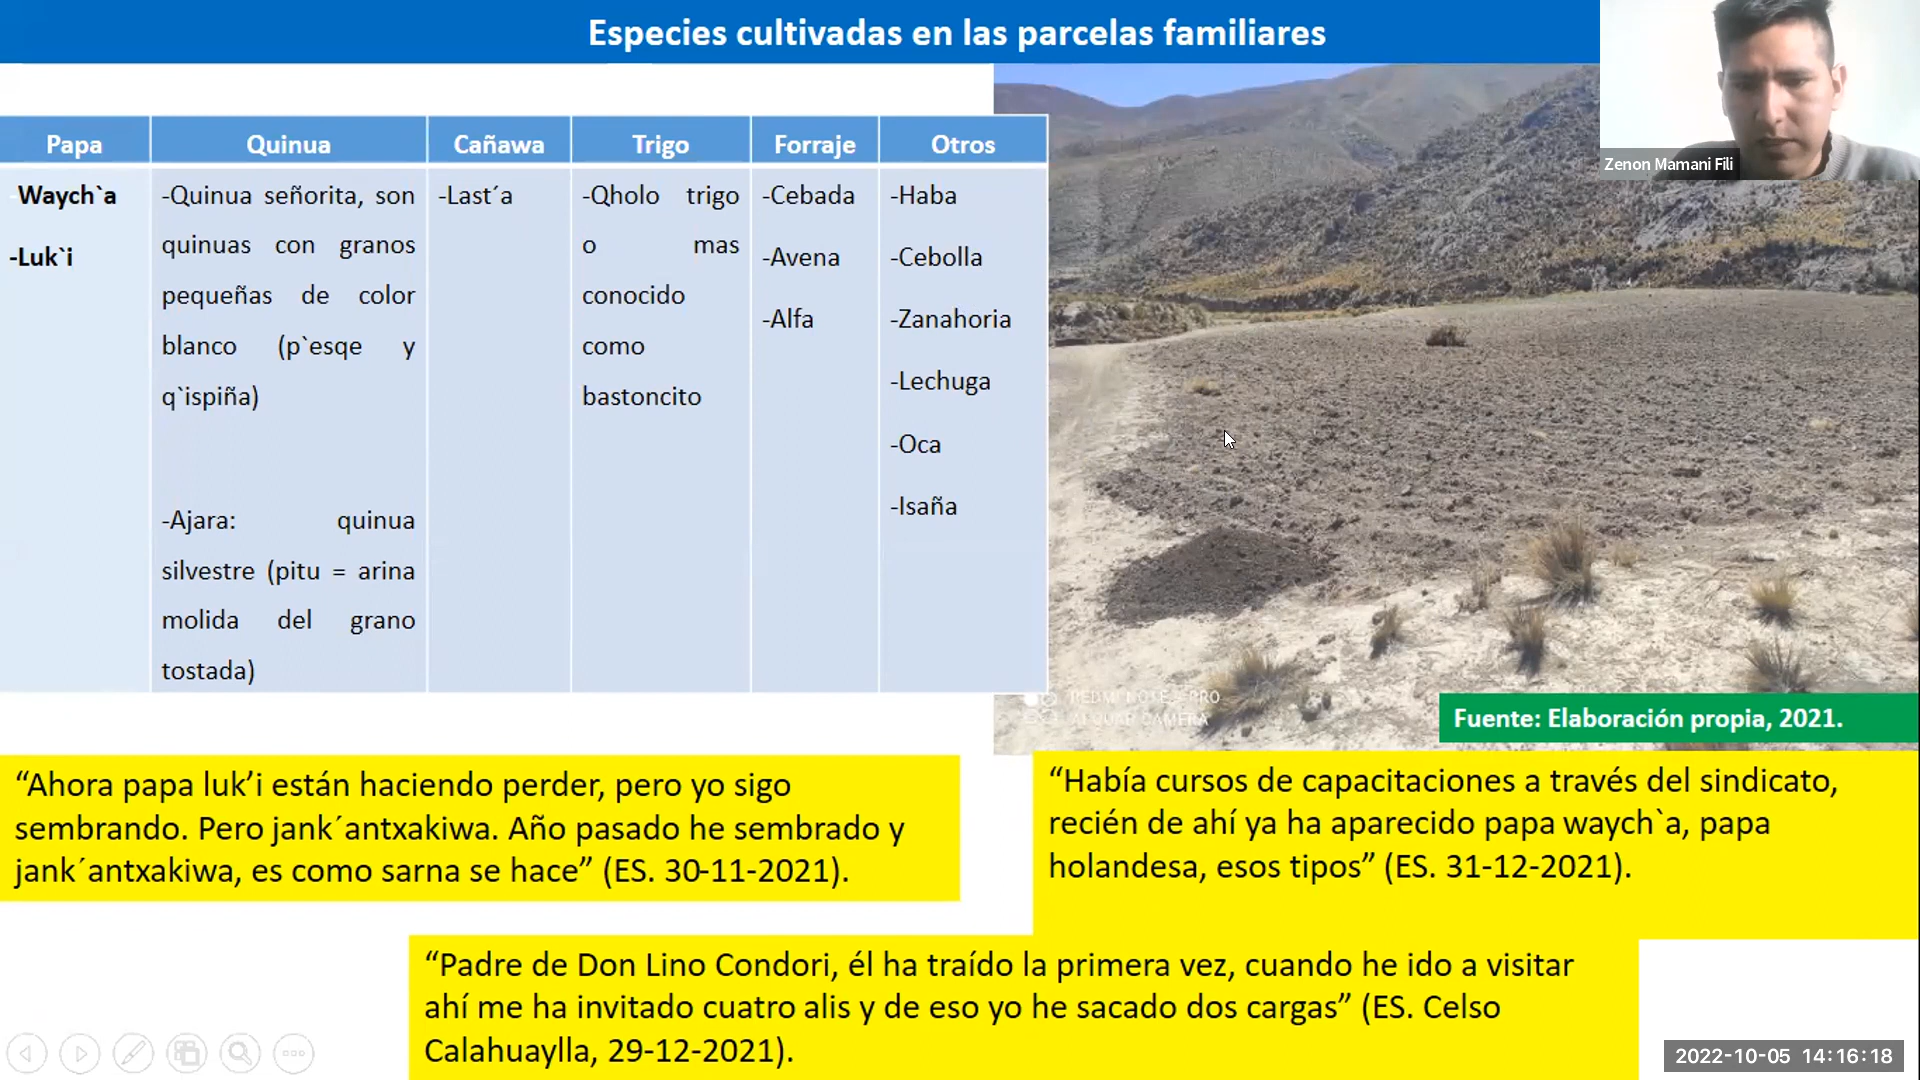 Especies cultivadas en las parcelas familiares
Zenon Mamani Fili
Papa
-Waych`a
-Luk`i
Quinua
-Quinua señorita, son
quinuas con granos
pequeñas de color
blanco (p`esqe y
q`ispiña)
-Ajara: quinua
silvestre (pitu = arina
molida del grano
tostada)
Cañawa
-Last´a
Trigo
-Qholo trigo
o mas
conocido
como
bastoncito
Forraje
-Cebada
-Avena
-Alfa
Otros
-Haba
-Cebolla
-Zanahoria
-Lechuga
-Oca
-Isaña
AI QUAD CAMERA
Fuente: Elaboración propia, 2021.
“Ahora papa luk’i están haciendo perder, pero yo sigo
sembrando. Pero jank´antxakiwa. Año pasado he sembrado y
jank´antxakiwa, es como sarna se hace” (ES. 30-11-2021).
“Había cursos de capacitaciones a través del sindicato,
recién de ahí ya ha aparecido papa waych`a, papa
holandesa, esos tipos” (ES. 31-12-2021).
“Padre de Don Lino Condori, él ha traído la primera vez, cuando he ido a visitar
ahí me ha invitado cuatro alis y de eso yo he sacado dos cargas” (ES. Celso
Calahuaylla, 29-12-2021).
2022-10-05 14:16:18